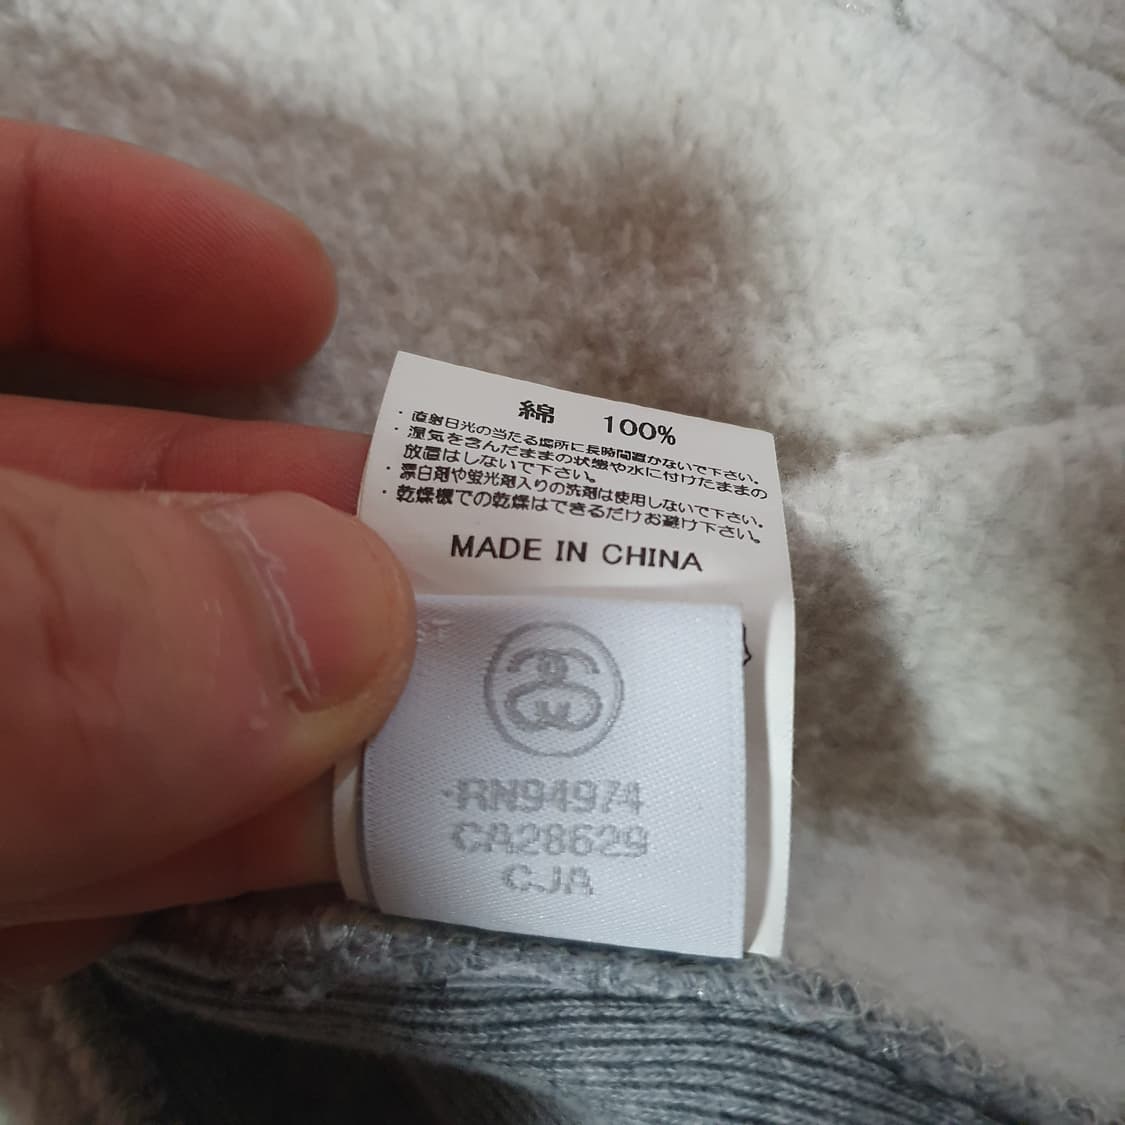 綿 100%
・直射日光の当たる場所に長時間置かないで下さい。
・湿気を含んだままの状態や水に付けたままの
放置はしないで下さい。
・漂白剤や蛍光剤入りの洗剤は使用しないで下さい。
・乾燥機での乾燥はできるだけお避け下さい。
MADE IN CHINA
ST
RN94974
CA28629
CJA